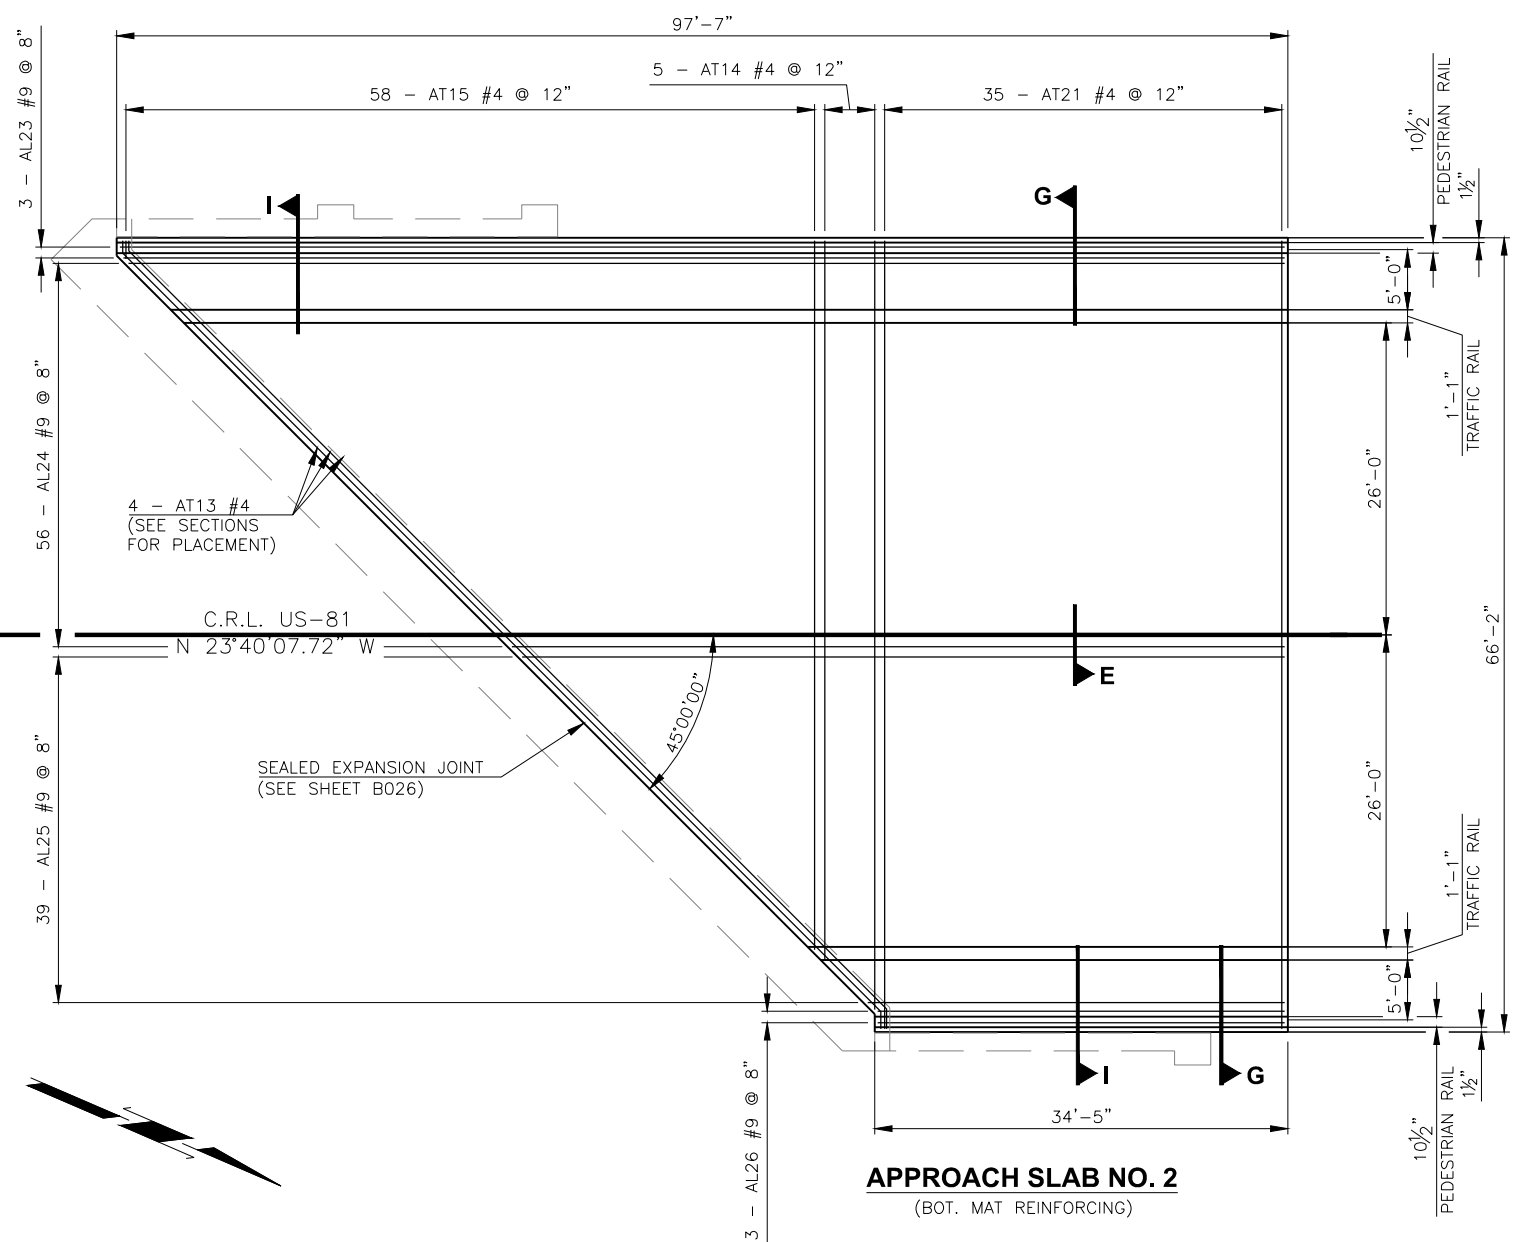 97'-7"
5 - AT14 #4 @ 12"
58 - AT15 #4 @ 12"
35 - AT21 #4 @ 12"
3 - AL23 #9 @ 8"
10½"
PEDESTRIAN RAIL
1½"
I
G
5'-0"
1'-1"
TRAFFIC RAIL
56 - AL24 #9 @ 8"
26'-0"
4 - AT13 #4
(SEE SECTIONS
FOR PLACEMENT)
C.R.L. US-81
N 23°40'07.72" W
66'-2"
E
45°00'00"
SEALED EXPANSION JOINT
(SEE SHEET B026)
39 - AL25 #9 @ 8"
26'-0"
1'-1"
TRAFFIC RAIL
5'-0"
3 - AL26 #9 @ 8"
I
G
34'-5"
10½"
PEDESTRIAN RAIL
1½"
APPROACH SLAB NO. 2
(BOT. MAT REINFORCING)